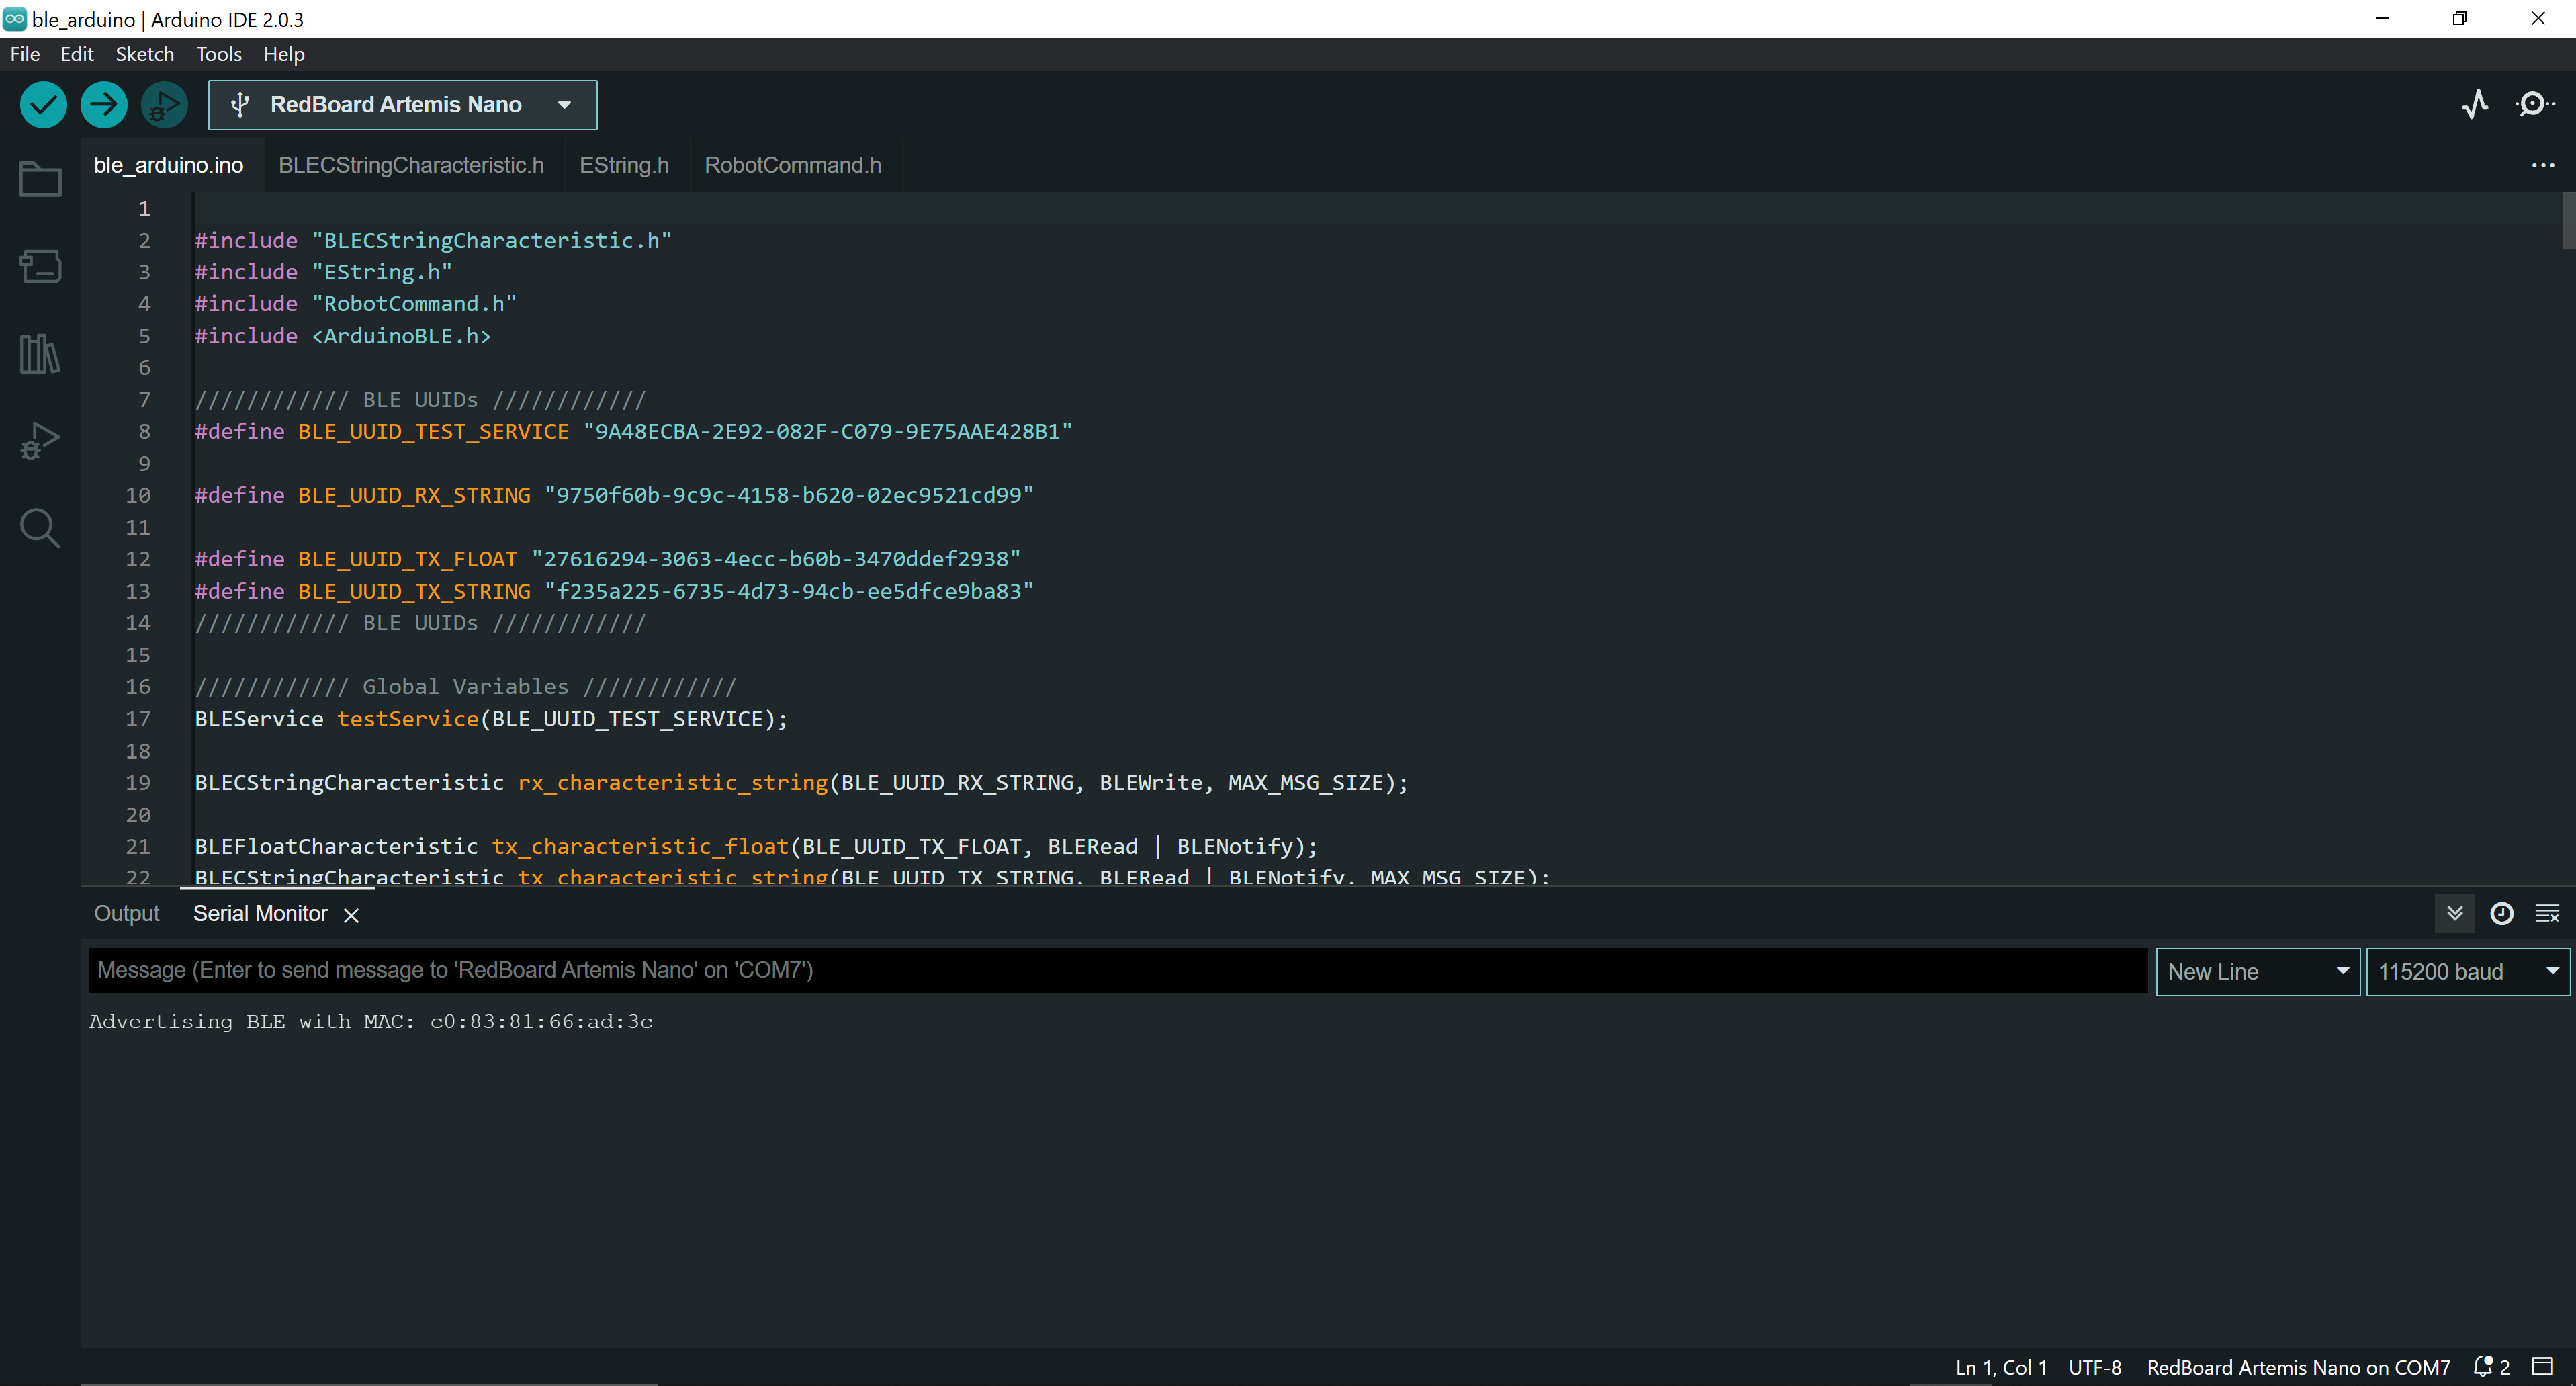 ble_arduino | Arduino IDE 2.0.3
File Edit Sketch Tools Help
RedBoard Artemis Nano
ble_arduino.ino BLECStringCharacteristic.h EString.h RobotCommand.h
1
2 #include "BLECStringCharacteristic.h"
3 #include "EString.h"
4 #include "RobotCommand.h"
5 #include <ArduinoBLE.h>
6
7 //////////// BLE UUIDs ////////////
8 #define BLE_UUID_TEST_SERVICE "9A48ECBA-2E92-082F-C079-9E75AAE428B1"
9
10 #define BLE_UUID_RX_STRING "9750f60b-9c9c-4158-b620-02ec9521cd99"
11
12 #define BLE_UUID_TX_FLOAT "27616294-3063-4ecc-b60b-3470ddef2938"
13 #define BLE_UUID_TX_STRING "f235a225-6735-4d73-94cb-ee5dfce9ba83"
14 //////////// BLE UUIDs ////////////
15
16 //////////// Global Variables ////////////
17 BLEService testService(BLE_UUID_TEST_SERVICE);
18
19 BLECStringCharacteristic rx_characteristic_string(BLE_UUID_RX_STRING, BLEWrite, MAX_MSG_SIZE);
20
21 BLEFloatCharacteristic tx_characteristic_float(BLE_UUID_TX_FLOAT, BLERead | BLENotify);
22 BLECStringCharacteristic tx_characteristic_string(BLE_UUID_TX_STRING, BLERead | BLENotify, MAX_MSG_SIZE);
Output Serial Monitor
Message (Enter to send message to 'RedBoard Artemis Nano' on 'COM7')
New Line
115200 baud
Advertising BLE with MAC: c0:83:81:66:ad:3c
Ln 1, Col 1 UTF-8 RedBoard Artemis Nano on COM7 2